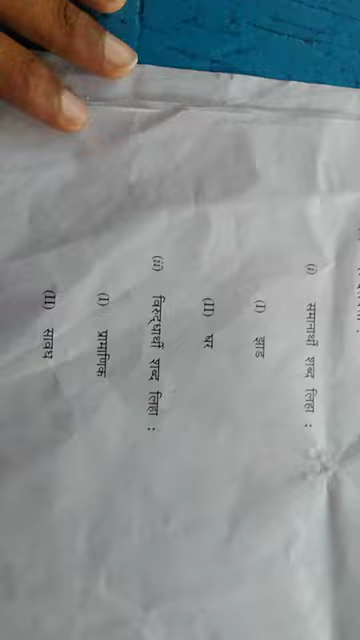 (i) समानार्थी शब्द लिहा :
(I) झाड
(II) घर
(ii) विरुद्धार्थी शब्द लिहा :
(I) प्रामाणिक
(II) सावध